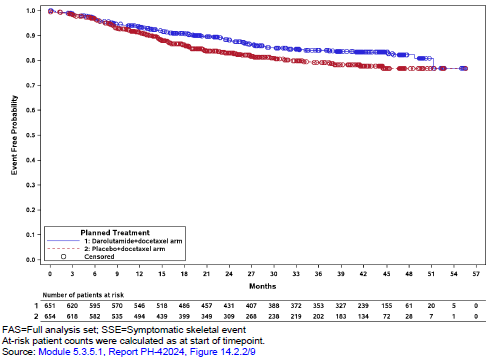 1.0
0.9
0.8
0.7
0.6
0.5
0.4
0.3
0.2
0.1
0.0
Event Free Probability
Planned Treatment
1: Darolutamide+docetaxel arm
2: Placebo+docetaxel arm
Censored
0 3 6 9 12 15 18 21 24 27 30 33 36 39 42 45 48 51 54 57
Months
Number of patients at risk
1 651 620 595 570 546 518 486 457 431 407 388 372 353 327 239 155 61 20 5 0
2 654 618 582 535 494 439 399 349 309 268 238 219 202 183 134 72 28 7 1 0
FAS=Full analysis set; SSE=Symptomatic skeletal event
At-risk patient counts were calculated as at start of timepoint.
Source: Module 5.3.5.1, Report PH-42024, Figure 14.2.2/9